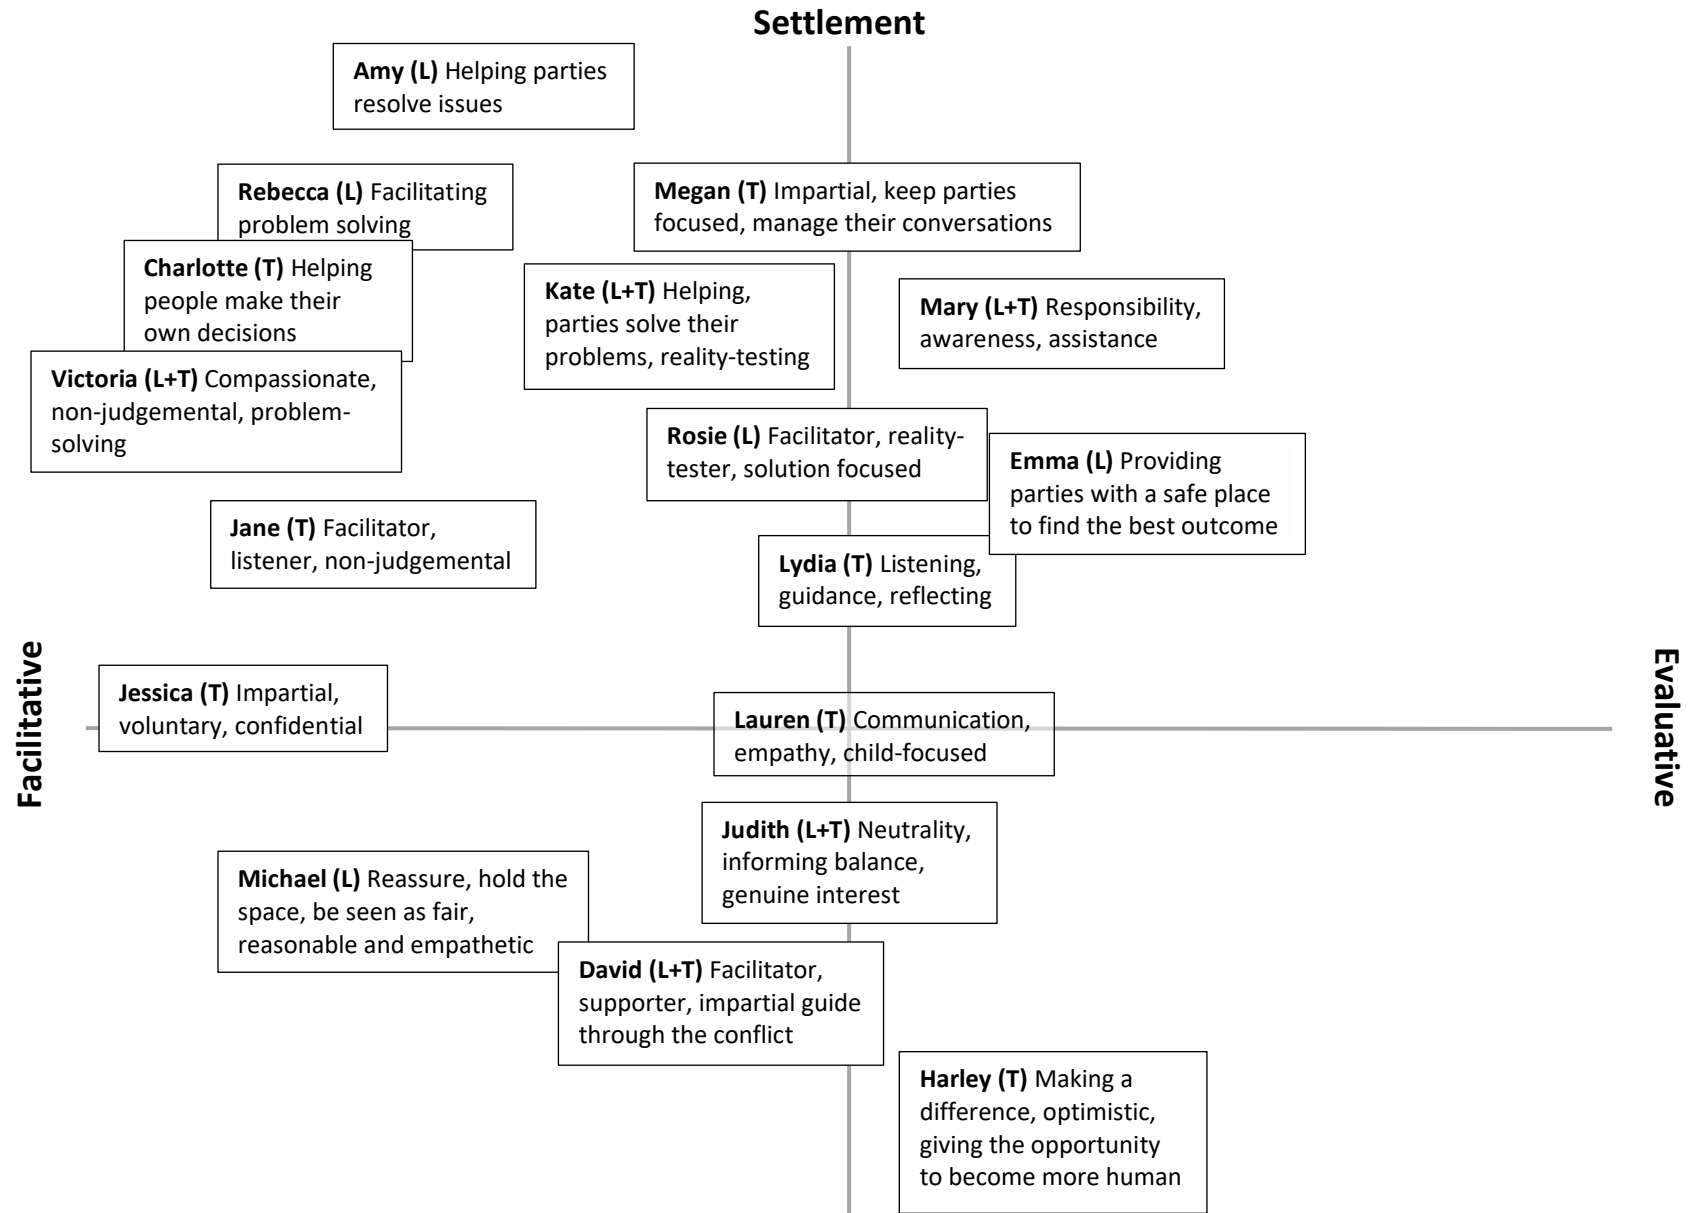 Settlement
Amy (L) Helping parties
resolve issues
Rebecca (L) Facilitating
problem solving
Megan (T) Impartial, keep parties
focused, manage their conversations
Charlotte (T) Helping
people make their
own decisions
Kate (L+T) Helping,
parties solve their
problems, reality-testing
Mary (L+T) Responsibility,
awareness, assistance
Victoria (L+T) Compassionate,
non-judgemental, problem-
solving
Rosie (L) Facilitator, reality-
tester, solution focused
Emma (L) Providing
parties with a safe place
to find the best outcome
Jane (T) Facilitator,
listener, non-judgemental
Lydia (T) Listening,
guidance, reflecting
Facilitative
Evaluative
Jessica (T) Impartial,
voluntary, confidential
Lauren (T) Communication,
empathy, child-focused
Judith (L+T) Neutrality,
informing balance,
genuine interest
Michael (L) Reassure, hold the
space, be seen as fair,
reasonable and empathetic
David (L+T) Facilitator,
supporter, impartial guide
through the conflict
Harley (T) Making a
difference, optimistic,
giving the opportunity
to become more human